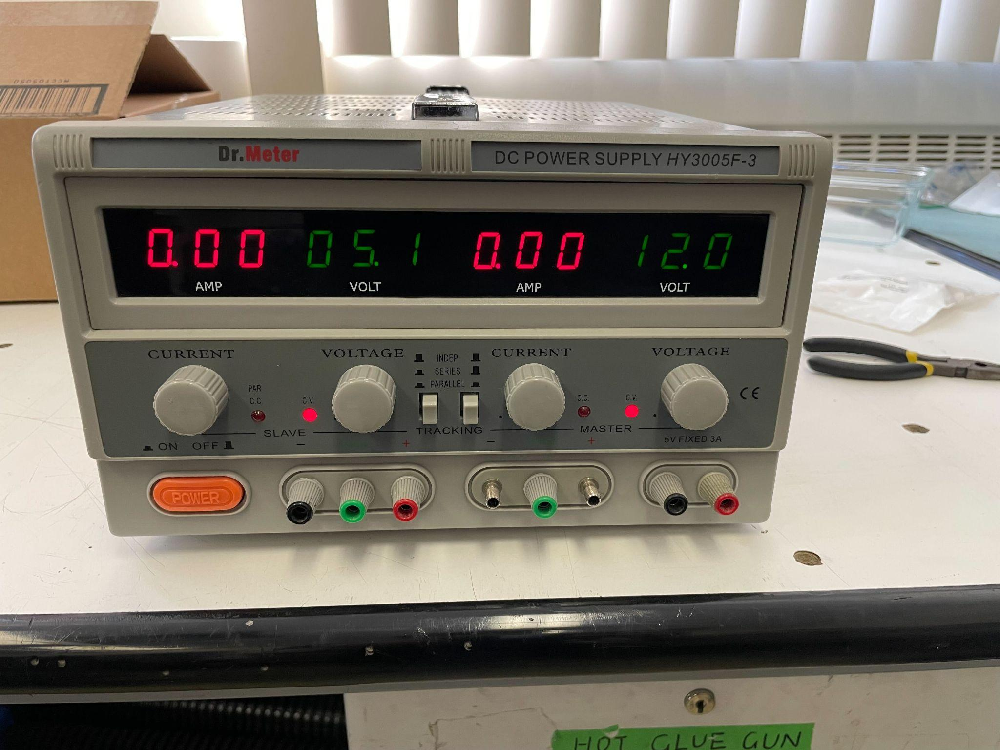 Dr.Meter
DC POWER SUPPLY HY3005F-3
0.00 05.1 0.00 12.0
AMP VOLT AMP VOLT
CURRENT VOLTAGE CURRENT VOLTAGE
INDEP
SERIES
PARALLEL
PAR
C.C. C.V. C.C. C.V.
CE
SLAVE TRACKING MASTER
ON OFF - + - + 5V FIXED 3A
POWER
HOT GLUE GUN